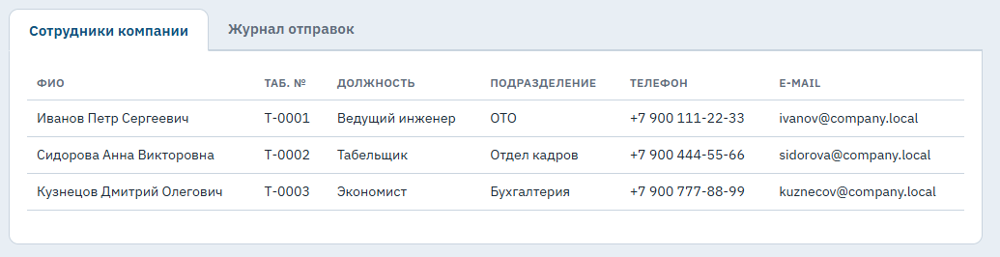 Сотрудники компании Журнал отправок
ФИО ТАБ. № ДОЛЖНОСТЬ ПОДРАЗДЕЛЕНИЕ ТЕЛЕФОН E-MAIL
Иванов Петр Сергеевич Т-0001 Ведущий инженер ОТО +7 900 111-22-33 ivanov@company.local
Сидорова Анна Викторовна Т-0002 Табельщик Отдел кадров +7 900 444-55-66 sidorova@company.local
Кузнецов Дмитрий Олегович Т-0003 Экономист Бухгалтерия +7 900 777-88-99 kuznecov@company.local